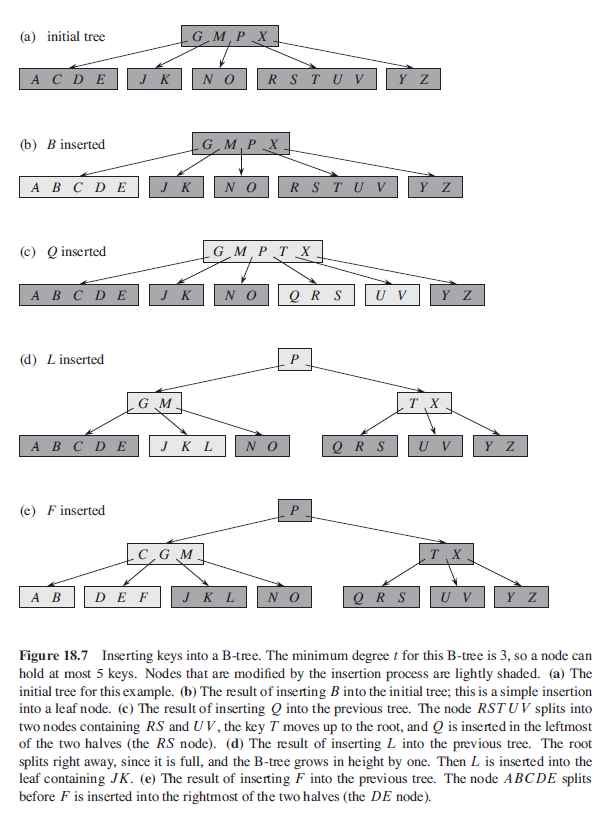 (a) initial tree
G M P X
A C D E J K N O R S T U V Y Z
(b) B inserted
G M P X
A B C D E J K N O R S T U V Y Z
(c) Q inserted
G M P T X
A B C D E J K N O Q R S U V Y Z
(d) L inserted
P
G M T X
A B C D E J K L N O Q R S U V Y Z
(e) F inserted
P
C G M T X
A B D E F J K L N O Q R S U V Y Z
Figure 18.7 Inserting keys into a B-tree. The minimum degree t for this B-tree is 3, so a node can
hold at most 5 keys. Nodes that are modified by the insertion process are lightly shaded. (a) The
initial tree for this example. (b) The result of inserting B into the initial tree; this is a simple insertion
into a leaf node. (c) The result of inserting Q into the previous tree. The node RSTUV splits into
two nodes containing RS and UV, the key T moves up to the root, and Q is inserted in the leftmost
of the two halves (the RS node). (d) The result of inserting L into the previous tree. The root
splits right away, since it is full, and the B-tree grows in height by one. Then L is inserted into the
leaf containing JK. (e) The result of inserting F into the previous tree. The node ABCDE splits
before F is inserted into the rightmost of the two halves (the DE node).